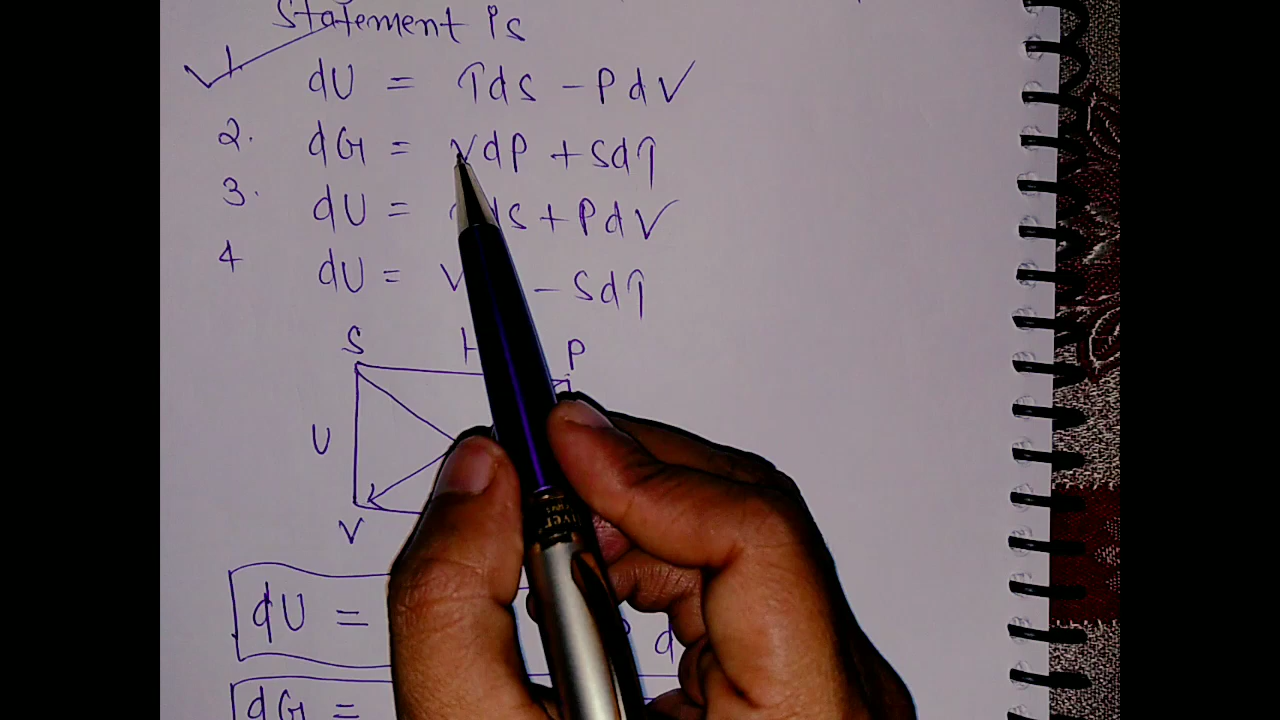 Statement is
1 dU = Tds - PdV
2. dG = VdP + SdT
3. dU = ds + PdV
4 dU = V - SdT
S H P
U
V
dU = d
dG =